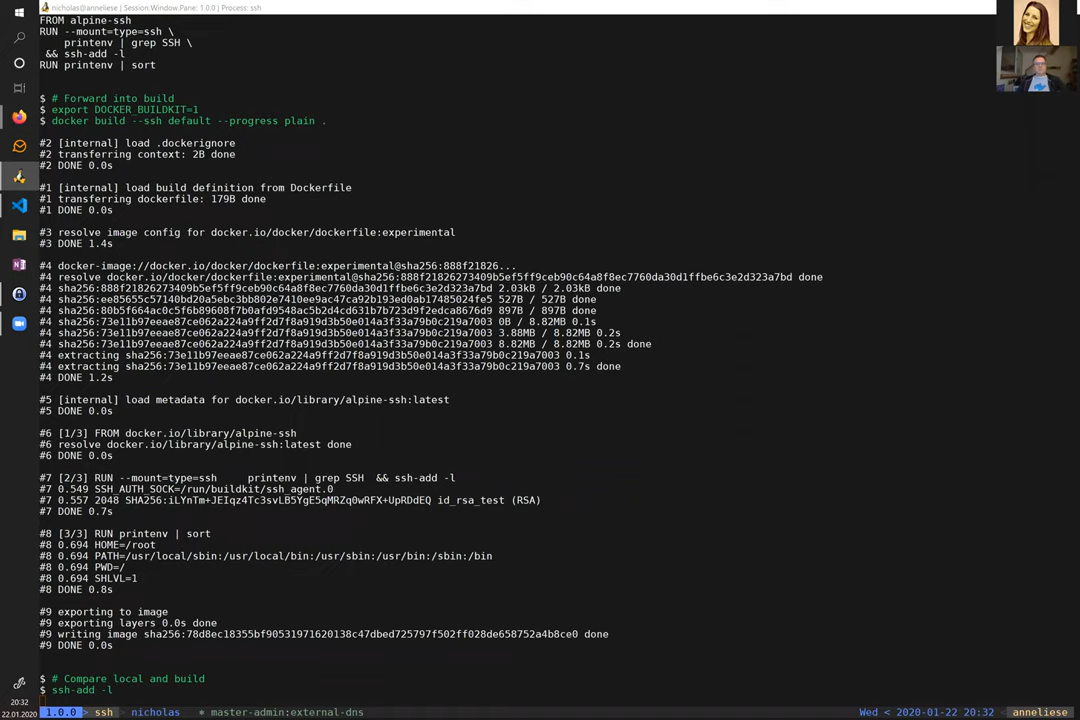 nicholas@anneliese | Session.Window.Pane: 1.0.0 | Process: ssh
FROM alpine-ssh
RUN --mount=type=ssh \
printenv | grep SSH \
&& ssh-add -l
RUN printenv | sort
$ # Forward into build
$ export DOCKER_BUILDKIT=1
$ docker build --ssh default --progress plain .
#2 [internal] load .dockerignore
#2 transferring context: 2B done
#2 DONE 0.0s
#1 [internal] load build definition from Dockerfile
#1 transferring dockerfile: 179B done
#1 DONE 0.0s
#3 resolve image config for docker.io/docker/dockerfile:experimental
#3 DONE 1.4s
#4 docker-image://docker.io/docker/dockerfile:experimental@sha256:888f21826...
#4 resolve docker.io/docker/dockerfile:experimental@sha256:888f21826273409b5ef5ff9ceb90c64a8f8ec7760da30d1ffbe6c3e2d323a7bd done
#4 sha256:888f21826273409b5ef5ff9ceb90c64a8f8ec7760da30d1ffbe6c3e2d323a7bd 2.03kB / 2.03kB done
#4 sha256:ee85655c57140bd20a5ebc3bb802e7410ee9ac47ca92b193ed0ab17485024fe5 527B / 527B done
#4 sha256:80b5f664ac0c5f6b89608f7b0afd9548ac5b2d4cd631b7b723d9f2edca8676d9 897B / 897B done
#4 sha256:73e11b97eeae87ce062a224a9ff2d7f8a919d3b50e014a3f33a79b0c219a7003 0B / 8.82MB 0.1s
#4 sha256:73e11b97eeae87ce062a224a9ff2d7f8a919d3b50e014a3f33a79b0c219a7003 3.88MB / 8.82MB 0.2s
#4 sha256:73e11b97eeae87ce062a224a9ff2d7f8a919d3b50e014a3f33a79b0c219a7003 8.82MB / 8.82MB 0.2s done
#4 extracting sha256:73e11b97eeae87ce062a224a9ff2d7f8a919d3b50e014a3f33a79b0c219a7003 0.1s
#4 extracting sha256:73e11b97eeae87ce062a224a9ff2d7f8a919d3b50e014a3f33a79b0c219a7003 0.7s done
#4 DONE 1.2s
#5 [internal] load metadata for docker.io/library/alpine-ssh:latest
#5 DONE 0.0s
#6 [1/3] FROM docker.io/library/alpine-ssh
#6 resolve docker.io/library/alpine-ssh:latest done
#6 DONE 0.0s
#7 [2/3] RUN --mount=type=ssh printenv | grep SSH && ssh-add -l
#7 0.549 SSH_AUTH_SOCK=/run/buildkit/ssh_agent.0
#7 0.557 2048 SHA256:iLYnTm+JEIqz4Tc3svLB5YgE5qMRZq0wRFX+UpRDdEQ id_rsa_test (RSA)
#7 DONE 0.7s
#8 [3/3] RUN printenv | sort
#8 0.694 HOME=/root
#8 0.694 PATH=/usr/local/sbin:/usr/local/bin:/usr/sbin:/usr/bin:/sbin:/bin
#8 0.694 PWD=/
#8 0.694 SHLVL=1
#8 DONE 0.8s
#9 exporting to image
#9 exporting layers 0.0s done
#9 writing image sha256:78d8ec18355bf90531971620138c47dbed725797f502ff028de658752a4b8ce0 done
#9 DONE 0.0s
$ # Compare local and build
$ ssh-add -l
20:32
22.01.2020
1.0.0 ssh nicholas * master-admin:external-dns Wed < 2020-01-22 20:32 < anneliese